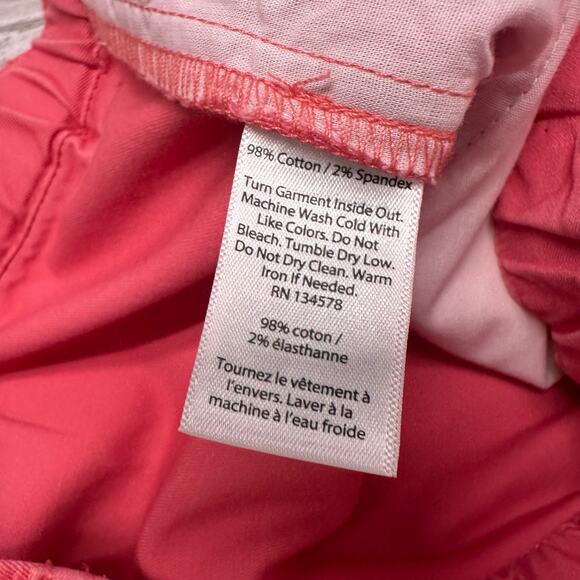 98% Cotton / 2% Spandex
Turn Garment Inside Out.
Machine Wash Cold With
Like Colors. Do Not
Bleach. Tumble Dry Low.
Do Not Dry Clean. Warm
Iron If Needed.
RN 134578
98% coton /
2% élasthanne
Tournez le vêtement à
l'envers. Laver à la
machine à l'eau froide